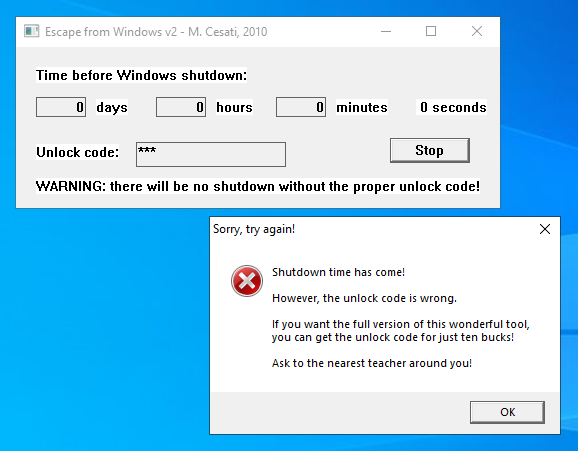 Escape from Windows v2 - M. Cesati, 2010
Time before Windows shutdown:
0 days 0 hours 0 minutes 0 seconds
Unlock code: *** Stop
WARNING: there will be no shutdown without the proper unlock code!
Sorry, try again!
Shutdown time has come!
However, the unlock code is wrong.
If you want the full version of this wonderful tool,
you can get the unlock code for just ten bucks!
Ask to the nearest teacher around you!
OK